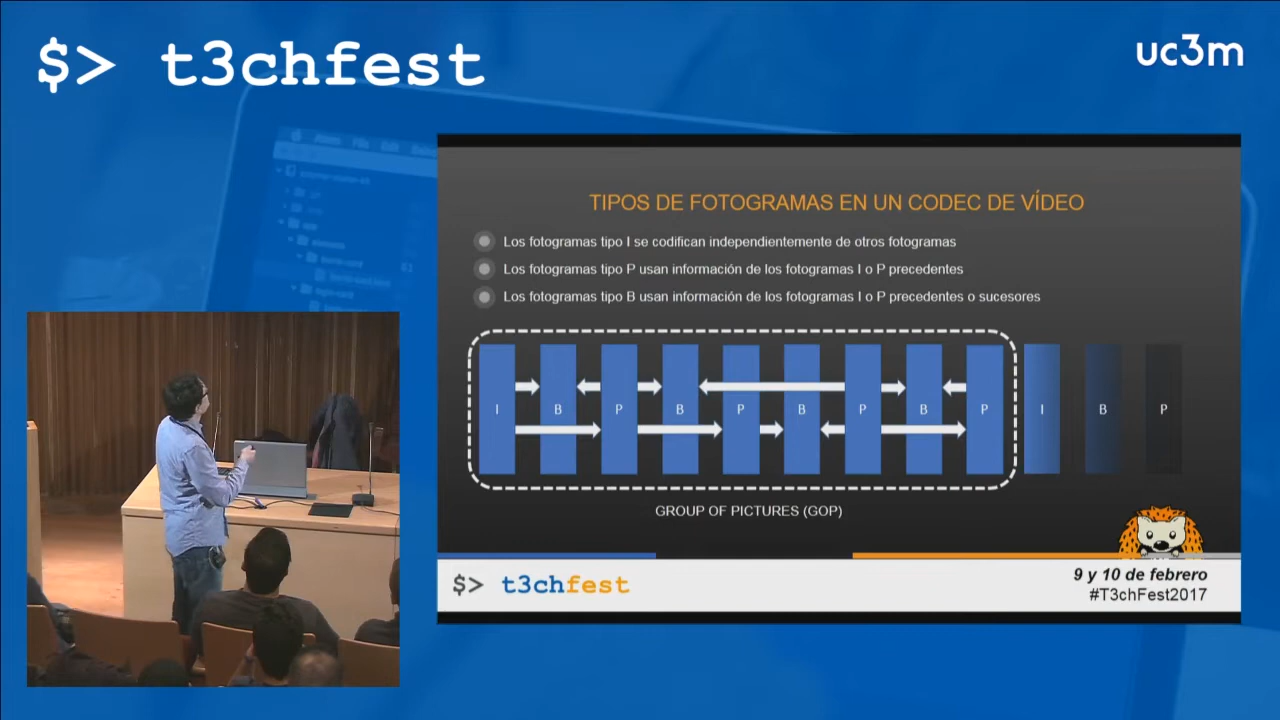 $> t3chfest
uc3m
TIPOS DE FOTOGRAMAS EN UN CODEC DE VÍDEO
Los fotogramas tipo I se codifican independientemente de otros fotogramas
Los fotogramas tipo P usan información de los fotogramas I o P precedentes
Los fotogramas tipo B usan información de los fotogramas I o P precedentes o sucesores
I B P B P B P B P I B P
GROUP OF PICTURES (GOP)
$> t3chfest
9 y 10 de febrero
#T3chFest2017